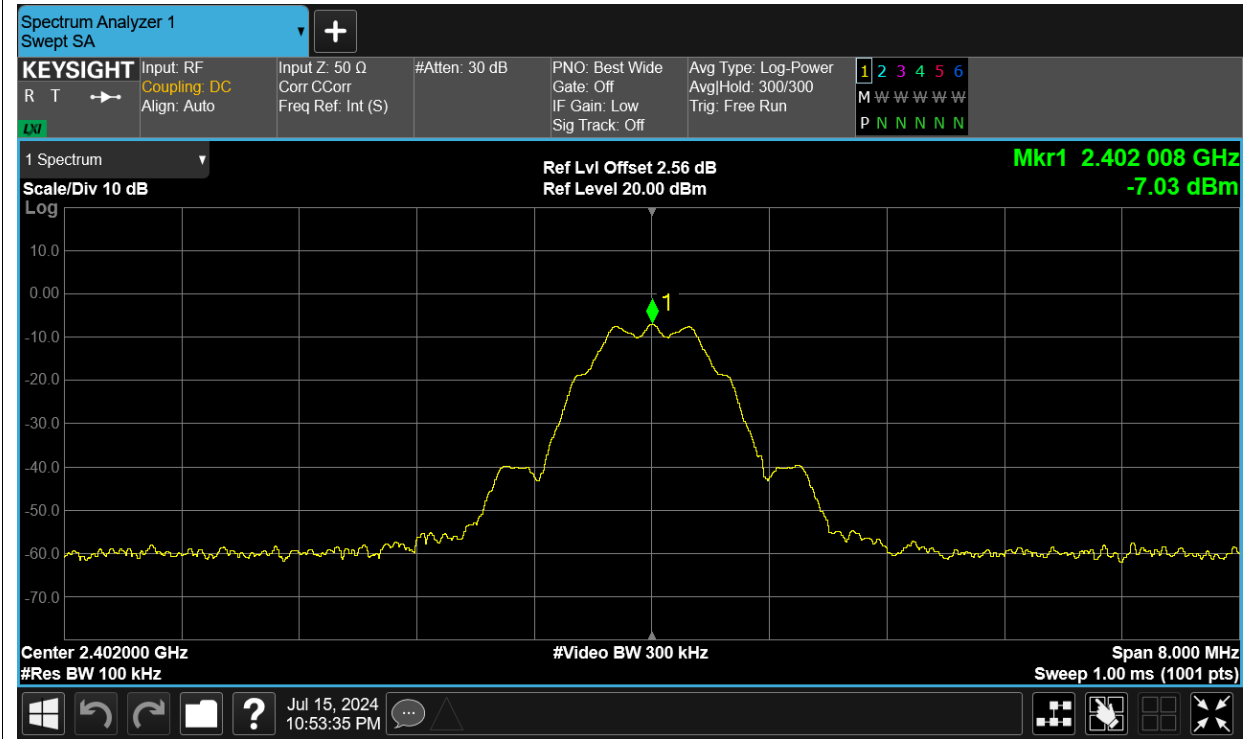 Spectrum Analyzer 1
Swept SA
KEYSIGHT
R T
LXI
Input: RF
Coupling: DC
Align: Auto
Input Z: 50 Ω
Corr CCorr
Freq Ref: Int (S)
#Atten: 30 dB
PNO: Best Wide
Gate: Off
IF Gain: Low
Sig Track: Off
Avg Type: Log-Power
Avg|Hold: 300/300
Trig: Free Run
1 2 3 4 5 6
M W W W W W
P N N N N N
1 Spectrum
Scale/Div 10 dB
Log
Ref Lvl Offset 2.56 dB
Ref Level 20.00 dBm
Mkr1 2.402 008 GHz
-7.03 dBm
10.0
0.00
1
-10.0
-20.0
-30.0
-40.0
-50.0
-60.0
-70.0
Center 2.402000 GHz
#Video BW 300 kHz
Span 8.000 MHz
#Res BW 100 kHz
Sweep 1.00 ms (1001 pts)
?
Jul 15, 2024
10:53:35 PM